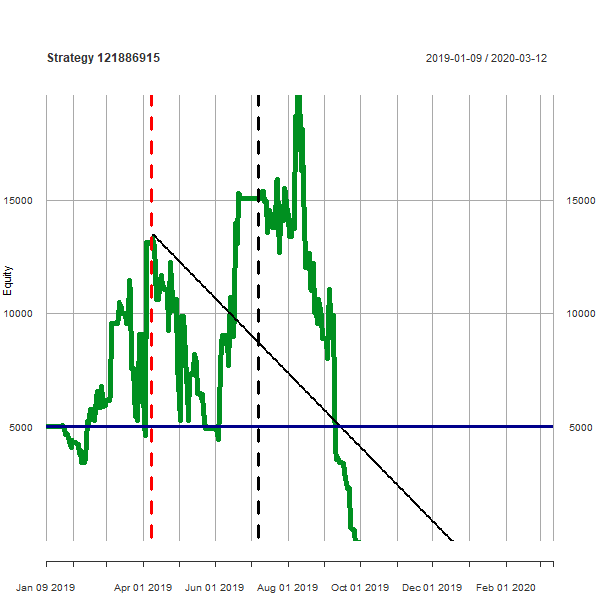 Strategy 121886915
2019-01-09 / 2020-03-12
Equity
15000
15000
10000
10000
5000
5000
Jan 09 2019
Apr 01 2019
Jun 01 2019
Aug 01 2019
Oct 01 2019
Dec 01 2019
Feb 01 2020